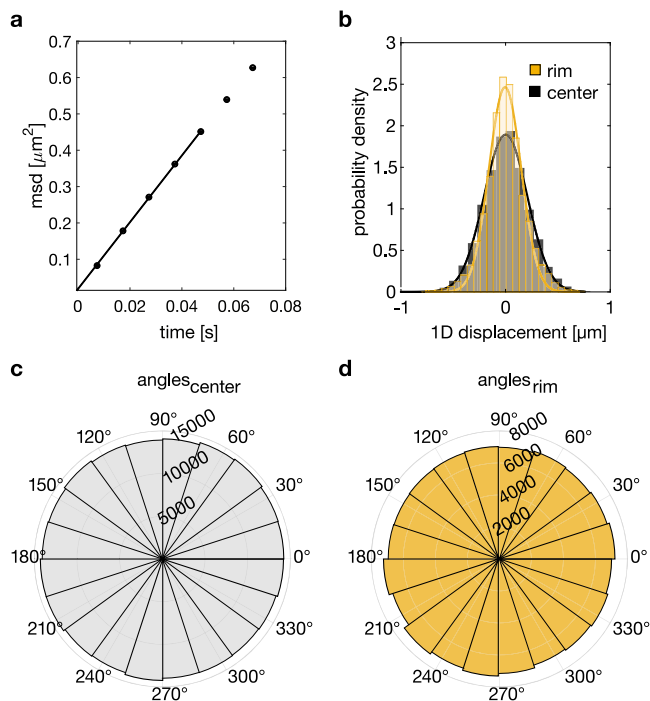 a
0.7
0.6
0.5
0.4
0.3
0.2
0.1
0 0.02 0.04 0.06 0.08
msd [μm²]
time [s]
b
3
2.5
2
1.5
1
0.5
0
-1 0 1
probability density
1D displacement [μm]
rim
center
c
angles_center
90°
120° 60°
150° 30°
180° 0°
210° 330°
240° 300°
270°
15000
10000
5000
d
angles_rim
90°
120° 60°
150° 30°
180° 0°
210° 330°
240° 300°
270°
8000
6000
4000
2000